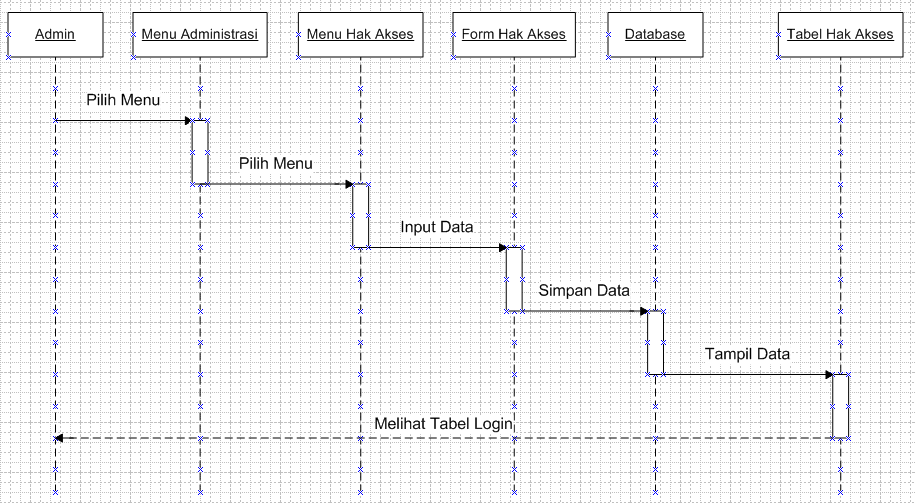 Admin
Menu Administrasi
Menu Hak Akses
Form Hak Akses
Database
Tabel Hak Akses
Pilih Menu
Pilih Menu
Input Data
Simpan Data
Tampil Data
Melihat Tabel Login